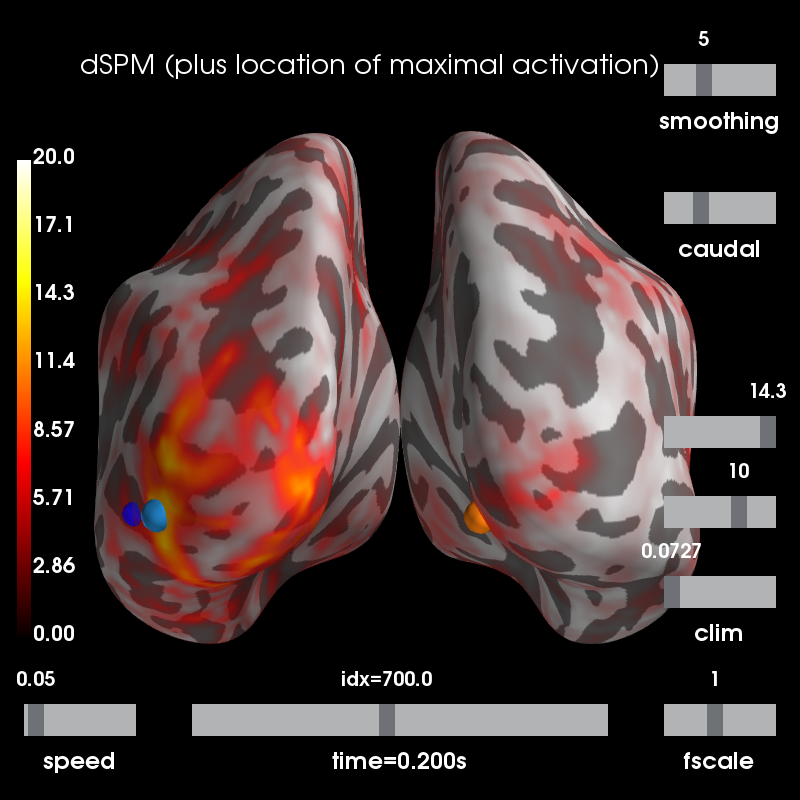 dSPM (plus location of maximal activation)
5
smoothing
caudal
20.0
17.1
14.3
11.4
8.57
5.71
2.86
0.00
14.3
10
0.0727
clim
0.05
speed
idx=700.0
time=0.200s
1
fscale